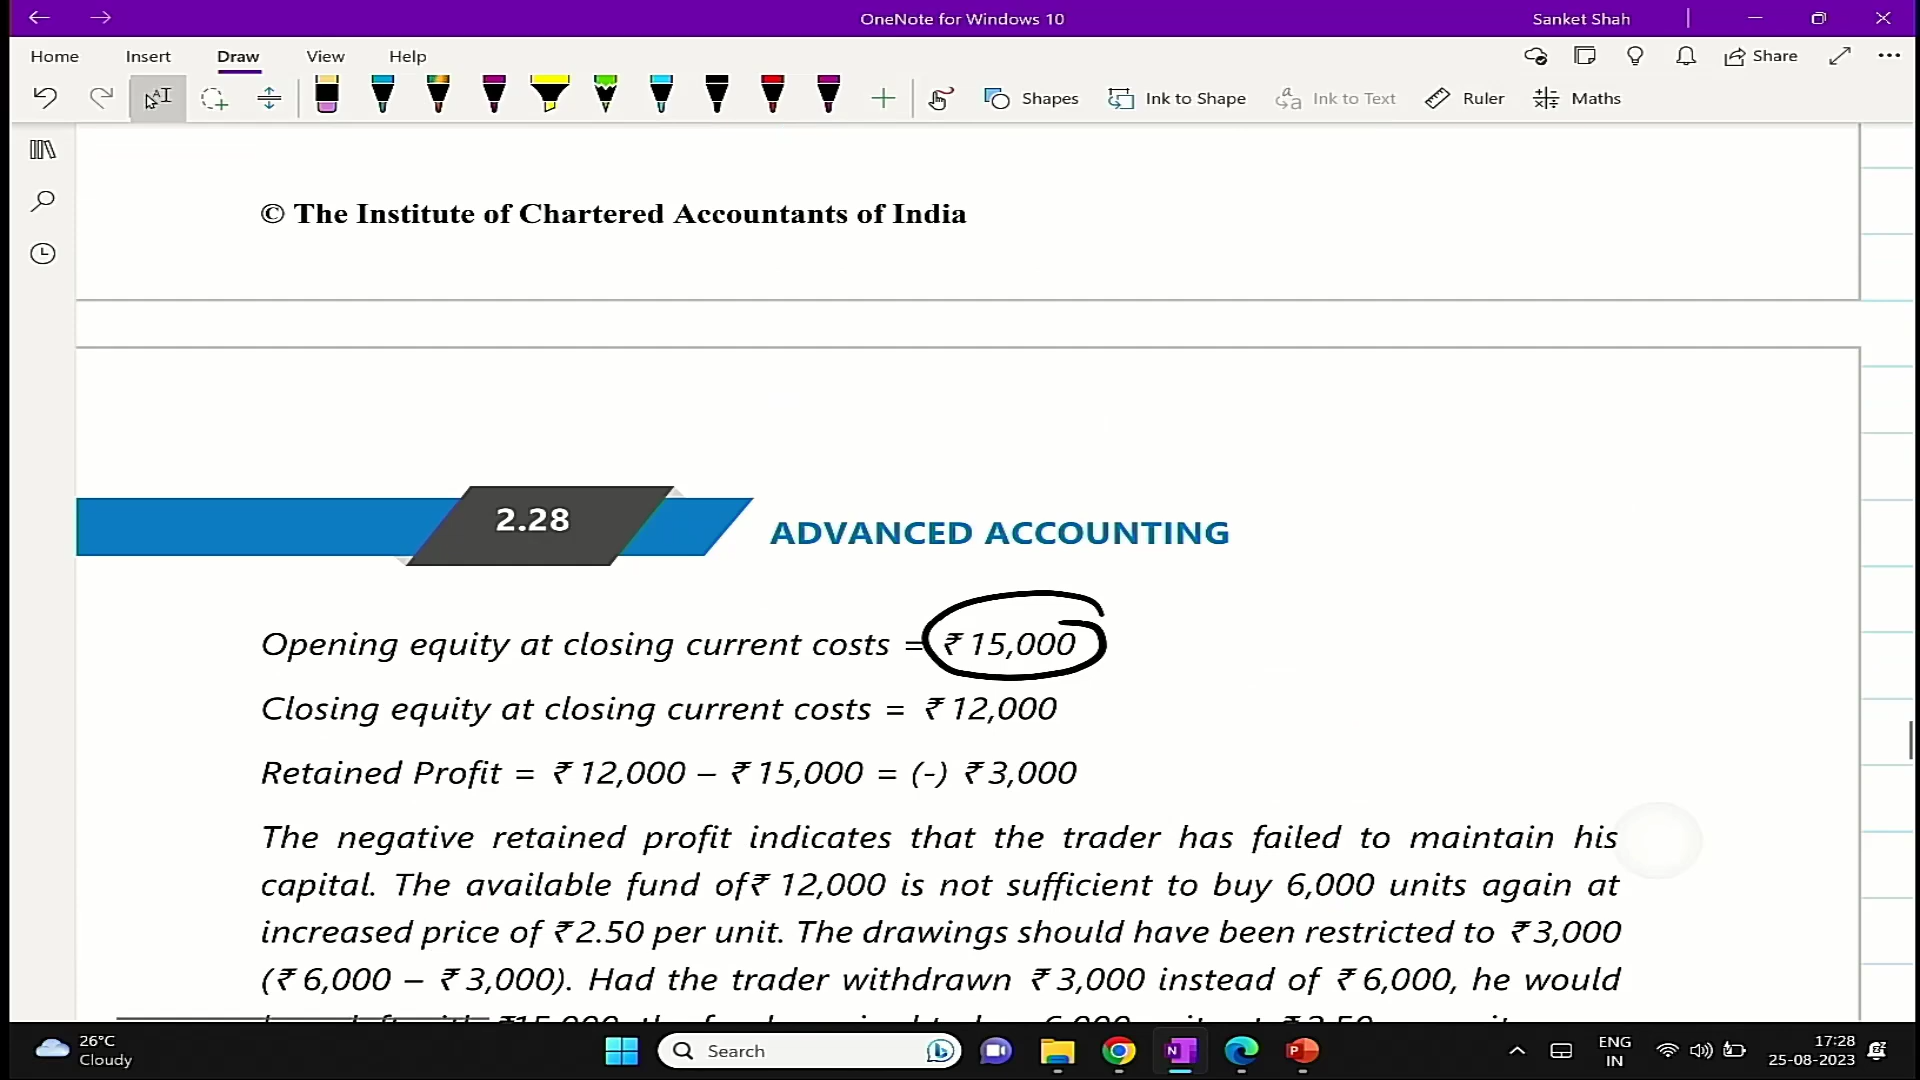 OneNote for Windows 10
Sanket Shah
Home Insert Draw View Help
Share
Shapes Ink to Shape Ink to Text Ruler Maths
© The Institute of Chartered Accountants of India
2.28
ADVANCED ACCOUNTING
Opening equity at closing current costs = ₹ 15,000
Closing equity at closing current costs = ₹ 12,000
Retained Profit = ₹ 12,000 – ₹ 15,000 = (-) ₹ 3,000
The negative retained profit indicates that the trader has failed to maintain his
capital. The available fund of₹ 12,000 is not sufficient to buy 6,000 units again at
increased price of ₹ 2.50 per unit. The drawings should have been restricted to ₹ 3,000
(₹ 6,000 – ₹ 3,000). Had the trader withdrawn ₹ 3,000 instead of ₹ 6,000, he would
26°C
Cloudy
Search
ENG
IN
17:28
25-08-2023